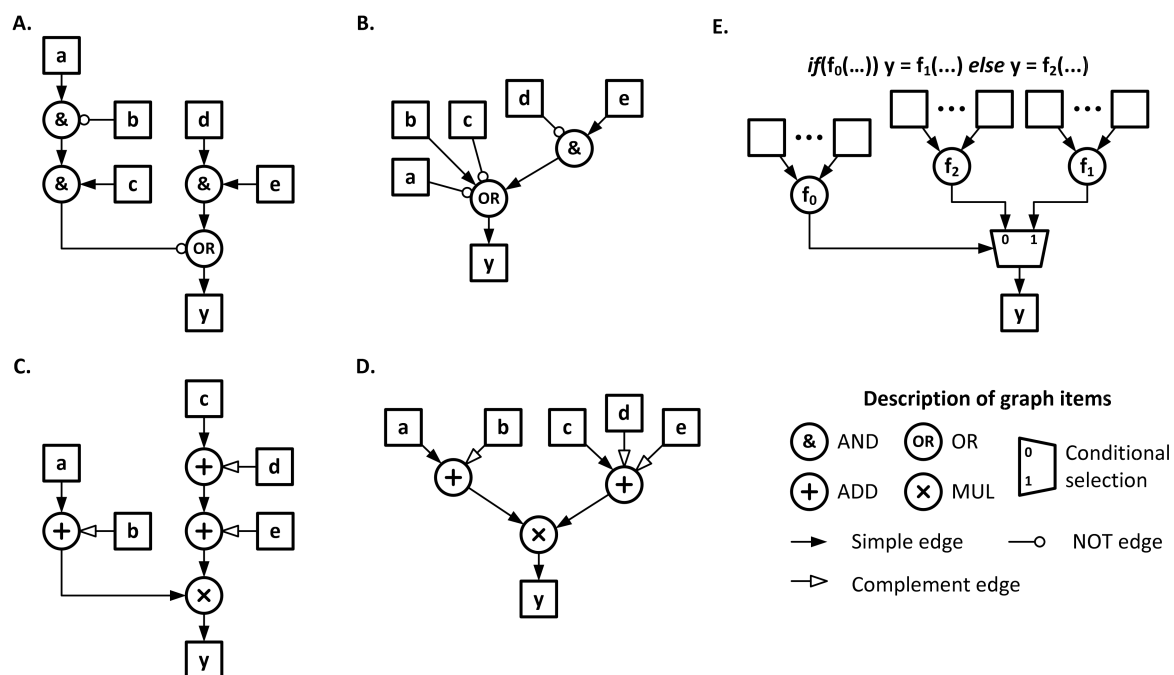 A.
a
&
b
d
&
c
&
e
OR
y
B.
d
e
b
c
&
a
OR
y
E.
if(f₀(...)) y = f₁(...) else y = f₂(...)
•••
•••
•••
f₂
f₁
f₀
0 1
y
C.
c
a
+
d
+
b
+
e
×
y
D.
a
b
c
d
e
+
+
×
y
Description of graph items
& AND
OR OR
0
1
Conditional
selection
+ ADD
× MUL
Simple edge
NOT edge
Complement edge